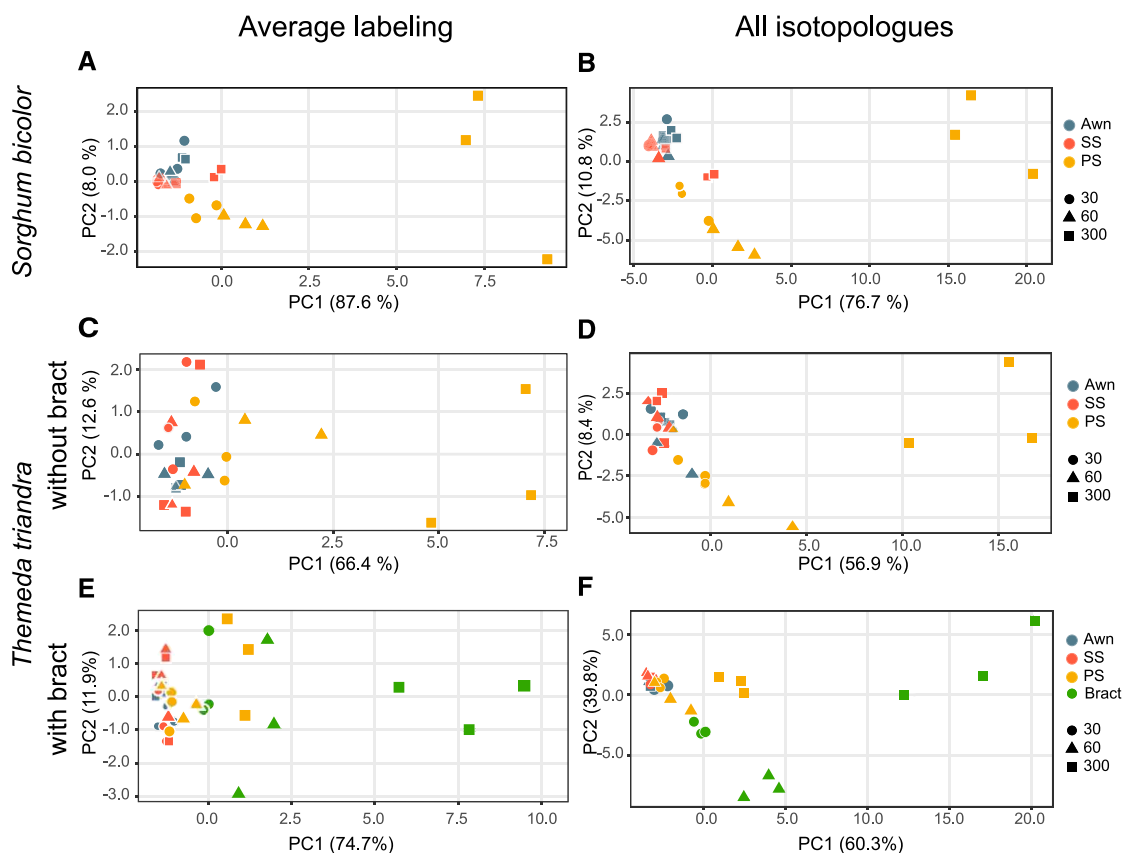 Average labeling
All isotopologues
Sorghum bicolor
Themeda triandra
without bract
with bract
A
PC2 (8.0 %)
2.0
1.0
0.0
-1.0
-2.0
0.0
2.5
5.0
7.5
PC1 (87.6 %)
B
PC2 (10.8 %)
2.5
0.0
-2.5
-5.0
-5.0
0.0
5.0
10.0
15.0
20.0
PC1 (76.7 %)
Awn
SS
PS
30
60
300
C
PC2 (12.6 %)
2.0
1.0
0.0
-1.0
0.0
2.5
5.0
7.5
PC1 (66.4 %)
D
PC2 (8.4 %)
2.5
0.0
-2.5
-5.0
0.0
5.0
10.0
15.0
PC1 (56.9 %)
Awn
SS
PS
30
60
300
E
PC2 (11.9%)
2.0
1.0
0.0
-1.0
-2.0
-3.0
0.0
2.5
5.0
7.5
10.0
PC1 (74.7%)
F
PC2 (39.8%)
5.0
0.0
-5.0
0.0
5.0
10.0
15.0
20.0
PC1 (60.3%)
Awn
SS
PS
Bract
30
60
300